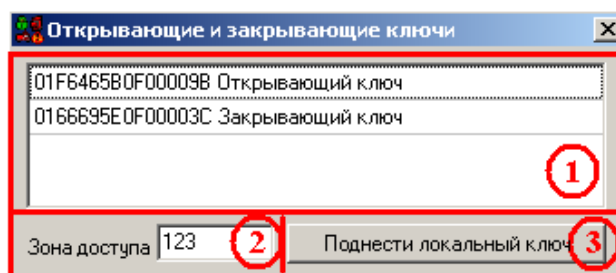 Открывающие и закрывающие ключи
01F6465B0F00009B Открывающий ключ
0166695E0F00003C Закрывающий ключ
1
Зона доступа 123 2 Поднести локальный ключ 3